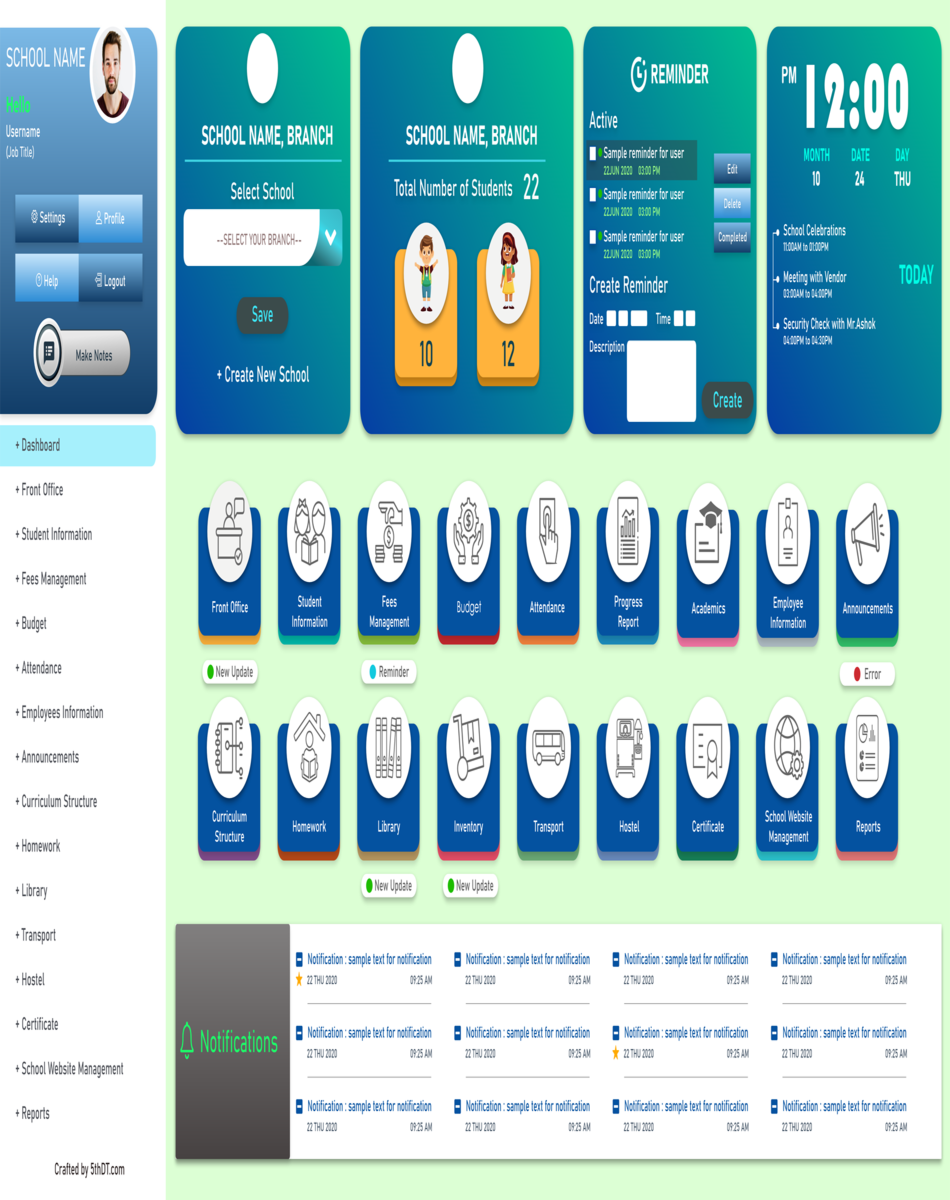 SCHOOL NAME
Hello
Username
(Job Title)
Settings
Profile
Help
Logout
Make Notes
+ Dashboard
+ Front Office
+ Student Information
+ Fees Management
+ Budget
+ Attendance
+ Employees Information
+ Announcements
+ Curriculum Structure
+ Homework
+ Library
+ Transport
+ Hostel
+ Certificate
+ School Website Management
+ Reports
Crafted by 5thDT.com
SCHOOL NAME, BRANCH
Select School
--SELECT YOUR BRANCH--
Save
+ Create New School
SCHOOL NAME, BRANCH
Total Number of Students 22
10
12
REMINDER
Active
Sample reminder for user
22JUN 2020 03:00 PM
Sample reminder for user
22JUN 2020 03:00 PM
Sample reminder for user
22JUN 2020 03:00 PM
Edit
Delete
Completed
Create Reminder
Date
Time
Description
Create
PM 12:00
MONTH DATE DAY
10 24 THU
School Celebrations
11:00AM to 01:00PM
Meeting with Vendor
03:00AM to 04:00PM
Security Check with Mr.Ashok
04:00PM to 04:30PM
TODAY
Front Office
Student
Information
Fees
Management
Budget
Attendance
Progress
Report
Academics
Employee
Information
Announcements
New Update
Reminder
Error
Curriculum
Structure
Homework
Library
Inventory
Transport
Hostel
Certificate
School Website
Management
Reports
New Update
New Update
Notifications
Notification : sample text for notification
22 THU 2020 09:25 AM
Notification : sample text for notification
22 THU 2020 09:25 AM
Notification : sample text for notification
22 THU 2020 09:25 AM
Notification : sample text for notification
22 THU 2020 09:25 AM
Notification : sample text for notification
22 THU 2020 09:25 AM
Notification : sample text for notification
22 THU 2020 09:25 AM
Notification : sample text for notification
22 THU 2020 09:25 AM
Notification : sample text for notification
22 THU 2020 09:25 AM
Notification : sample text for notification
22 THU 2020 09:25 AM
Notification : sample text for notification
22 THU 2020 09:25 AM
Notification : sample text for notification
22 THU 2020 09:25 AM
Notification : sample text for notification
22 THU 2020 09:25 AM